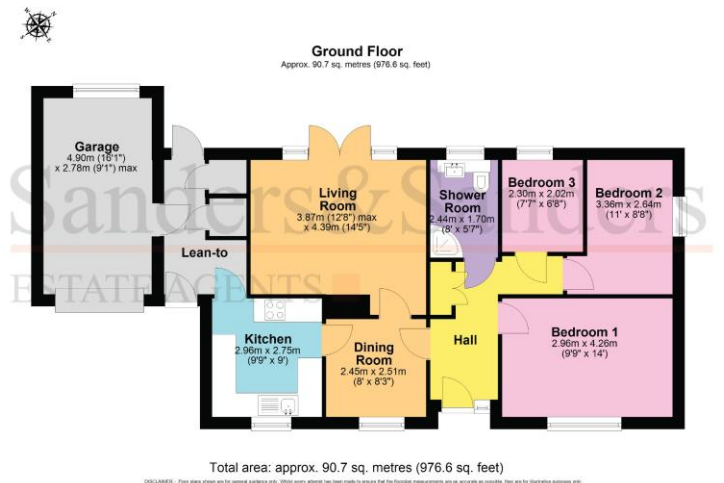 Ground Floor
Approx. 90.7 sq. metres (976.6 sq. feet)
Garage
4.90m (16'1")
x 2.78m (9'1") max
Living
Room
3.87m (12'8") max
x 4.39m (14'5")
Shower
Room
2.44m x 1.70m
(8' x 5'7")
Bedroom 3
2.30m x 2.02m
(7'7" x 6'8")
Bedroom 2
3.36m x 2.64m
(11' x 8'8")
Sanders & Sanders
ESTATE AGENTS
Lean-to
Kitchen
2.96m x 2.75m
(9'9" x 9')
Dining
Room
2.45m x 2.51m
(8' x 8'3")
Hall
Bedroom 1
2.96m x 4.26m
(9'9" x 14')
Total area: approx. 90.7 sq. metres (976.6 sq. feet)